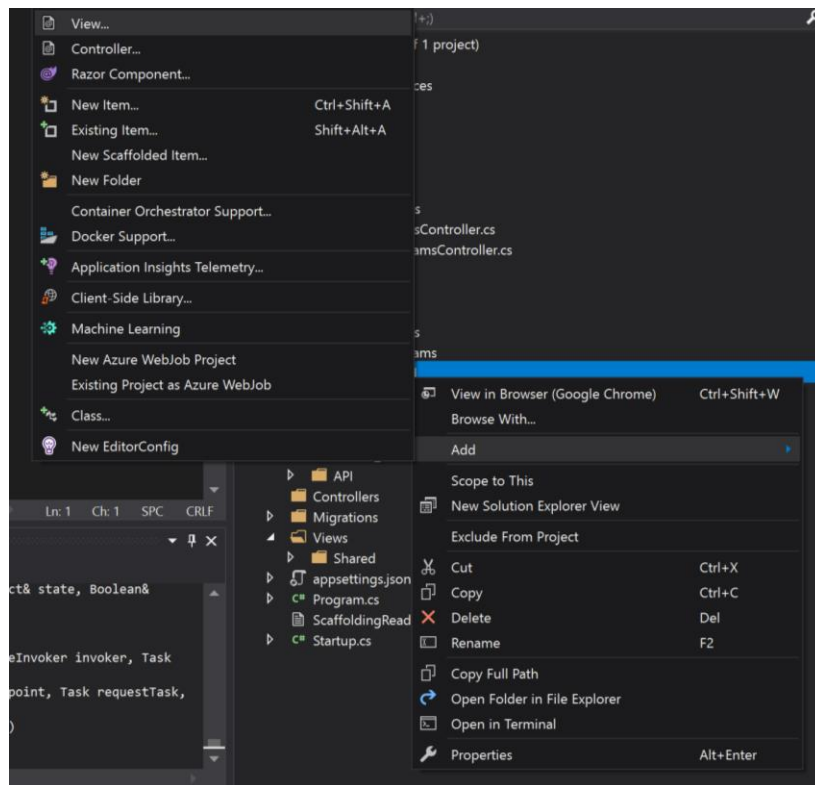 View...
Controller...
Razor Component...
New Item... Ctrl+Shift+A
Existing Item... Shift+Alt+A
New Scaffolded Item...
New Folder
Container Orchestrator Support...
Docker Support...
Application Insights Telemetry...
Client-Side Library...
Machine Learning
New Azure WebJob Project
Existing Project as Azure WebJob
Class...
New EditorConfig
+;)
f 1 project)
ces
s
sController.cs
amsController.cs
s
ams
View in Browser (Google Chrome) Ctrl+Shift+W
Browse With...
Add
Scope to This
New Solution Explorer View
Exclude From Project
Cut Ctrl+X
Copy Ctrl+C
Delete Del
Rename F2
Copy Full Path
Open Folder in File Explorer
Open in Terminal
Properties Alt+Enter
API
Controllers
Migrations
Views
Shared
appsettings.json
C# Program.cs
ScaffoldingRead
C# Startup.cs
Ln: 1 Ch: 1 SPC CRLF
ct& state, Boolean&
eInvoker invoker, Task
point, Task requestTask,
)